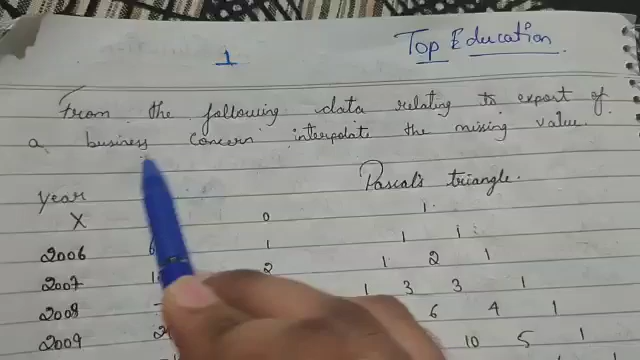 1
Top Education
From the following data relating to export of
a business concern interpolate the missing value.
year Pascal's triangle.
X 0 1
2006 1 1 1
2007 2 1 2 1
2008 1 3 3 1
2009 6 4 1
10 5 1